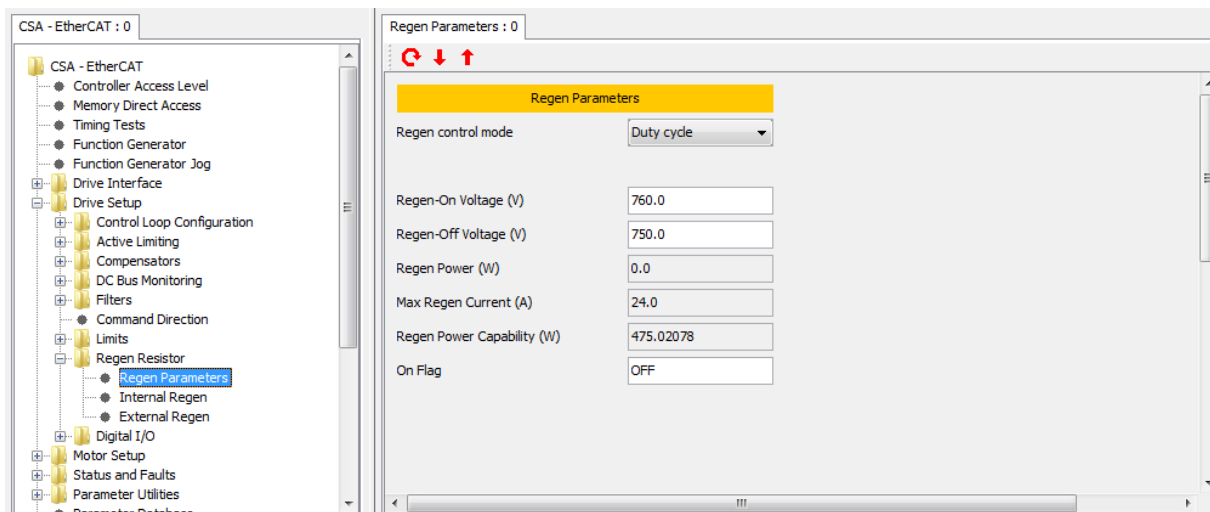 CSA - EtherCAT : 0
CSA - EtherCAT
Controller Access Level
Memory Direct Access
Timing Tests
Function Generator
Function Generator Jog
Drive Interface
Drive Setup
Control Loop Configuration
Active Limiting
Compensators
DC Bus Monitoring
Filters
Command Direction
Limits
Regen Resistor
Regen Parameters
Internal Regen
External Regen
Digital I/O
Motor Setup
Status and Faults
Parameter Utilities
Parameter Database
Regen Parameters : 0
Regen Parameters
Regen control mode Duty cycle
Regen-On Voltage (V) 760.0
Regen-Off Voltage (V) 750.0
Regen Power (W) 0.0
Max Regen Current (A) 24.0
Regen Power Capability (W) 475.02078
On Flag OFF